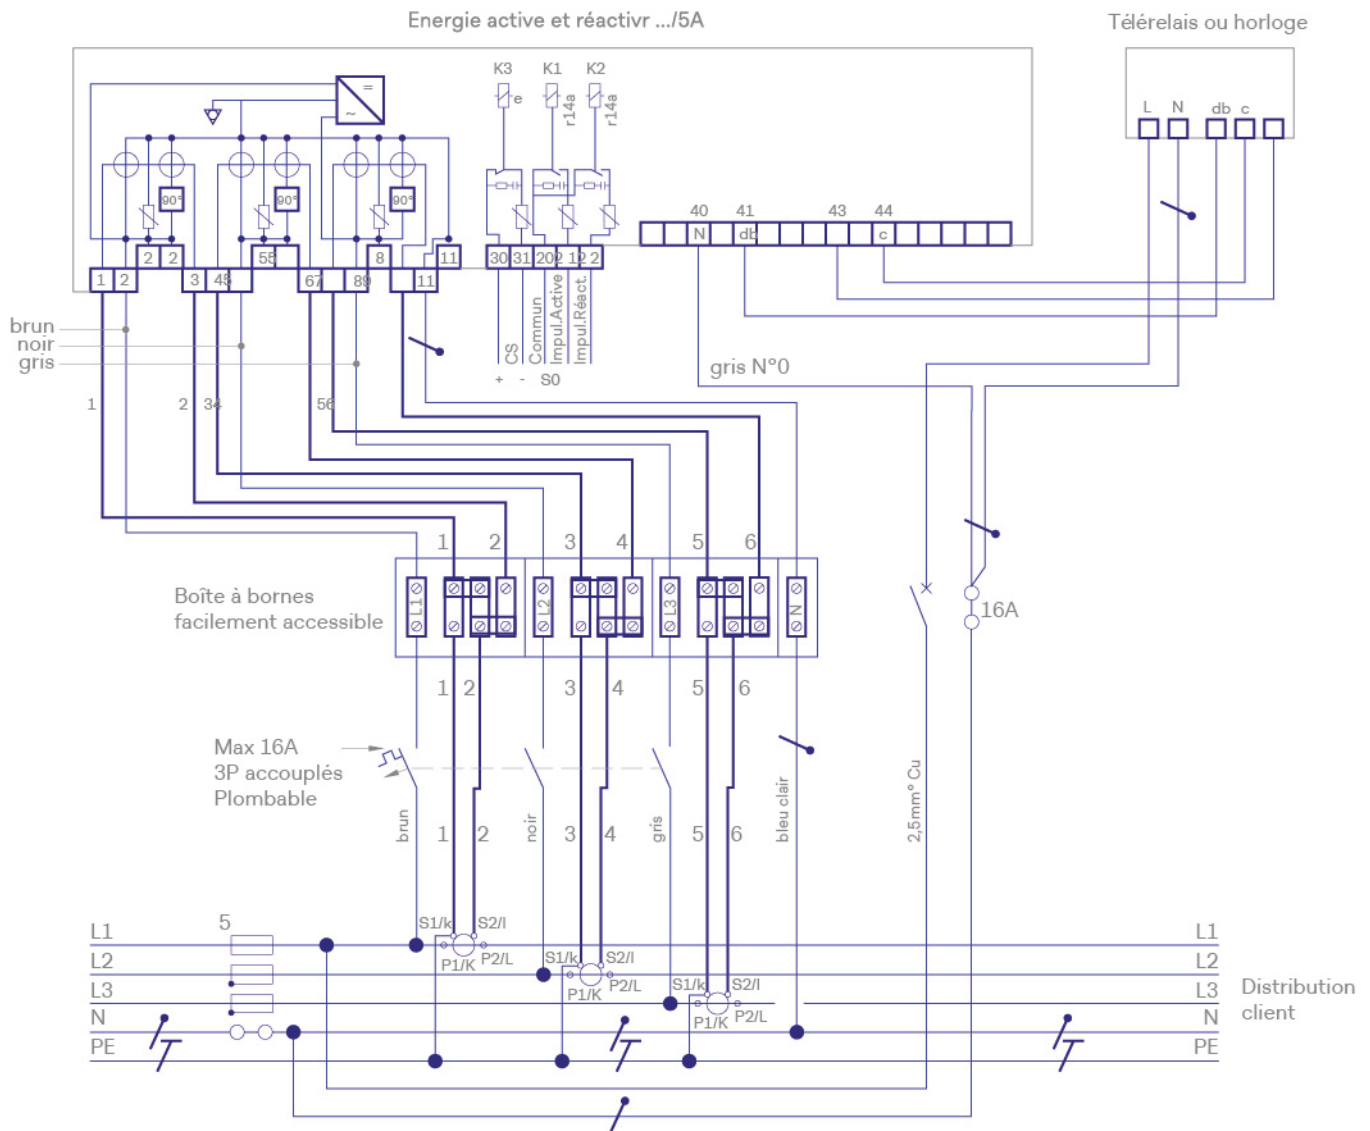 Energie active et réactivr .../5A
Télérelais ou horloge
K3 K1 K2
e r14a r14a
= ~
L N db c
90° 90° 90°
40 41 43 44
N db c
2 2 55 8 11
30 31 20 2 12 2
1 2 3 45 67 89 11
brun
noir
gris
CS
Commun
Impul.Active
Impul.Réact.
+ - S0
gris N°0
1 2 34 56
1 2 3 4 5 6
Boîte à bornes
facilement accessible
L1 L2 L3 N
16A
1 2 3 4 5 6
Max 16A
3P accouplés
Plombable
brun 1 2 noir 3 4 gris 5 6 bleu clair 2,5mm° Cu
5
S1/k S2/l
L1 L1
P1/K P2/L
S1/k S2/l
L2 L2
P1/K P2/L
S1/k S2/l
L3 L3
P1/K P2/L
Distribution
client
N N
PE PE